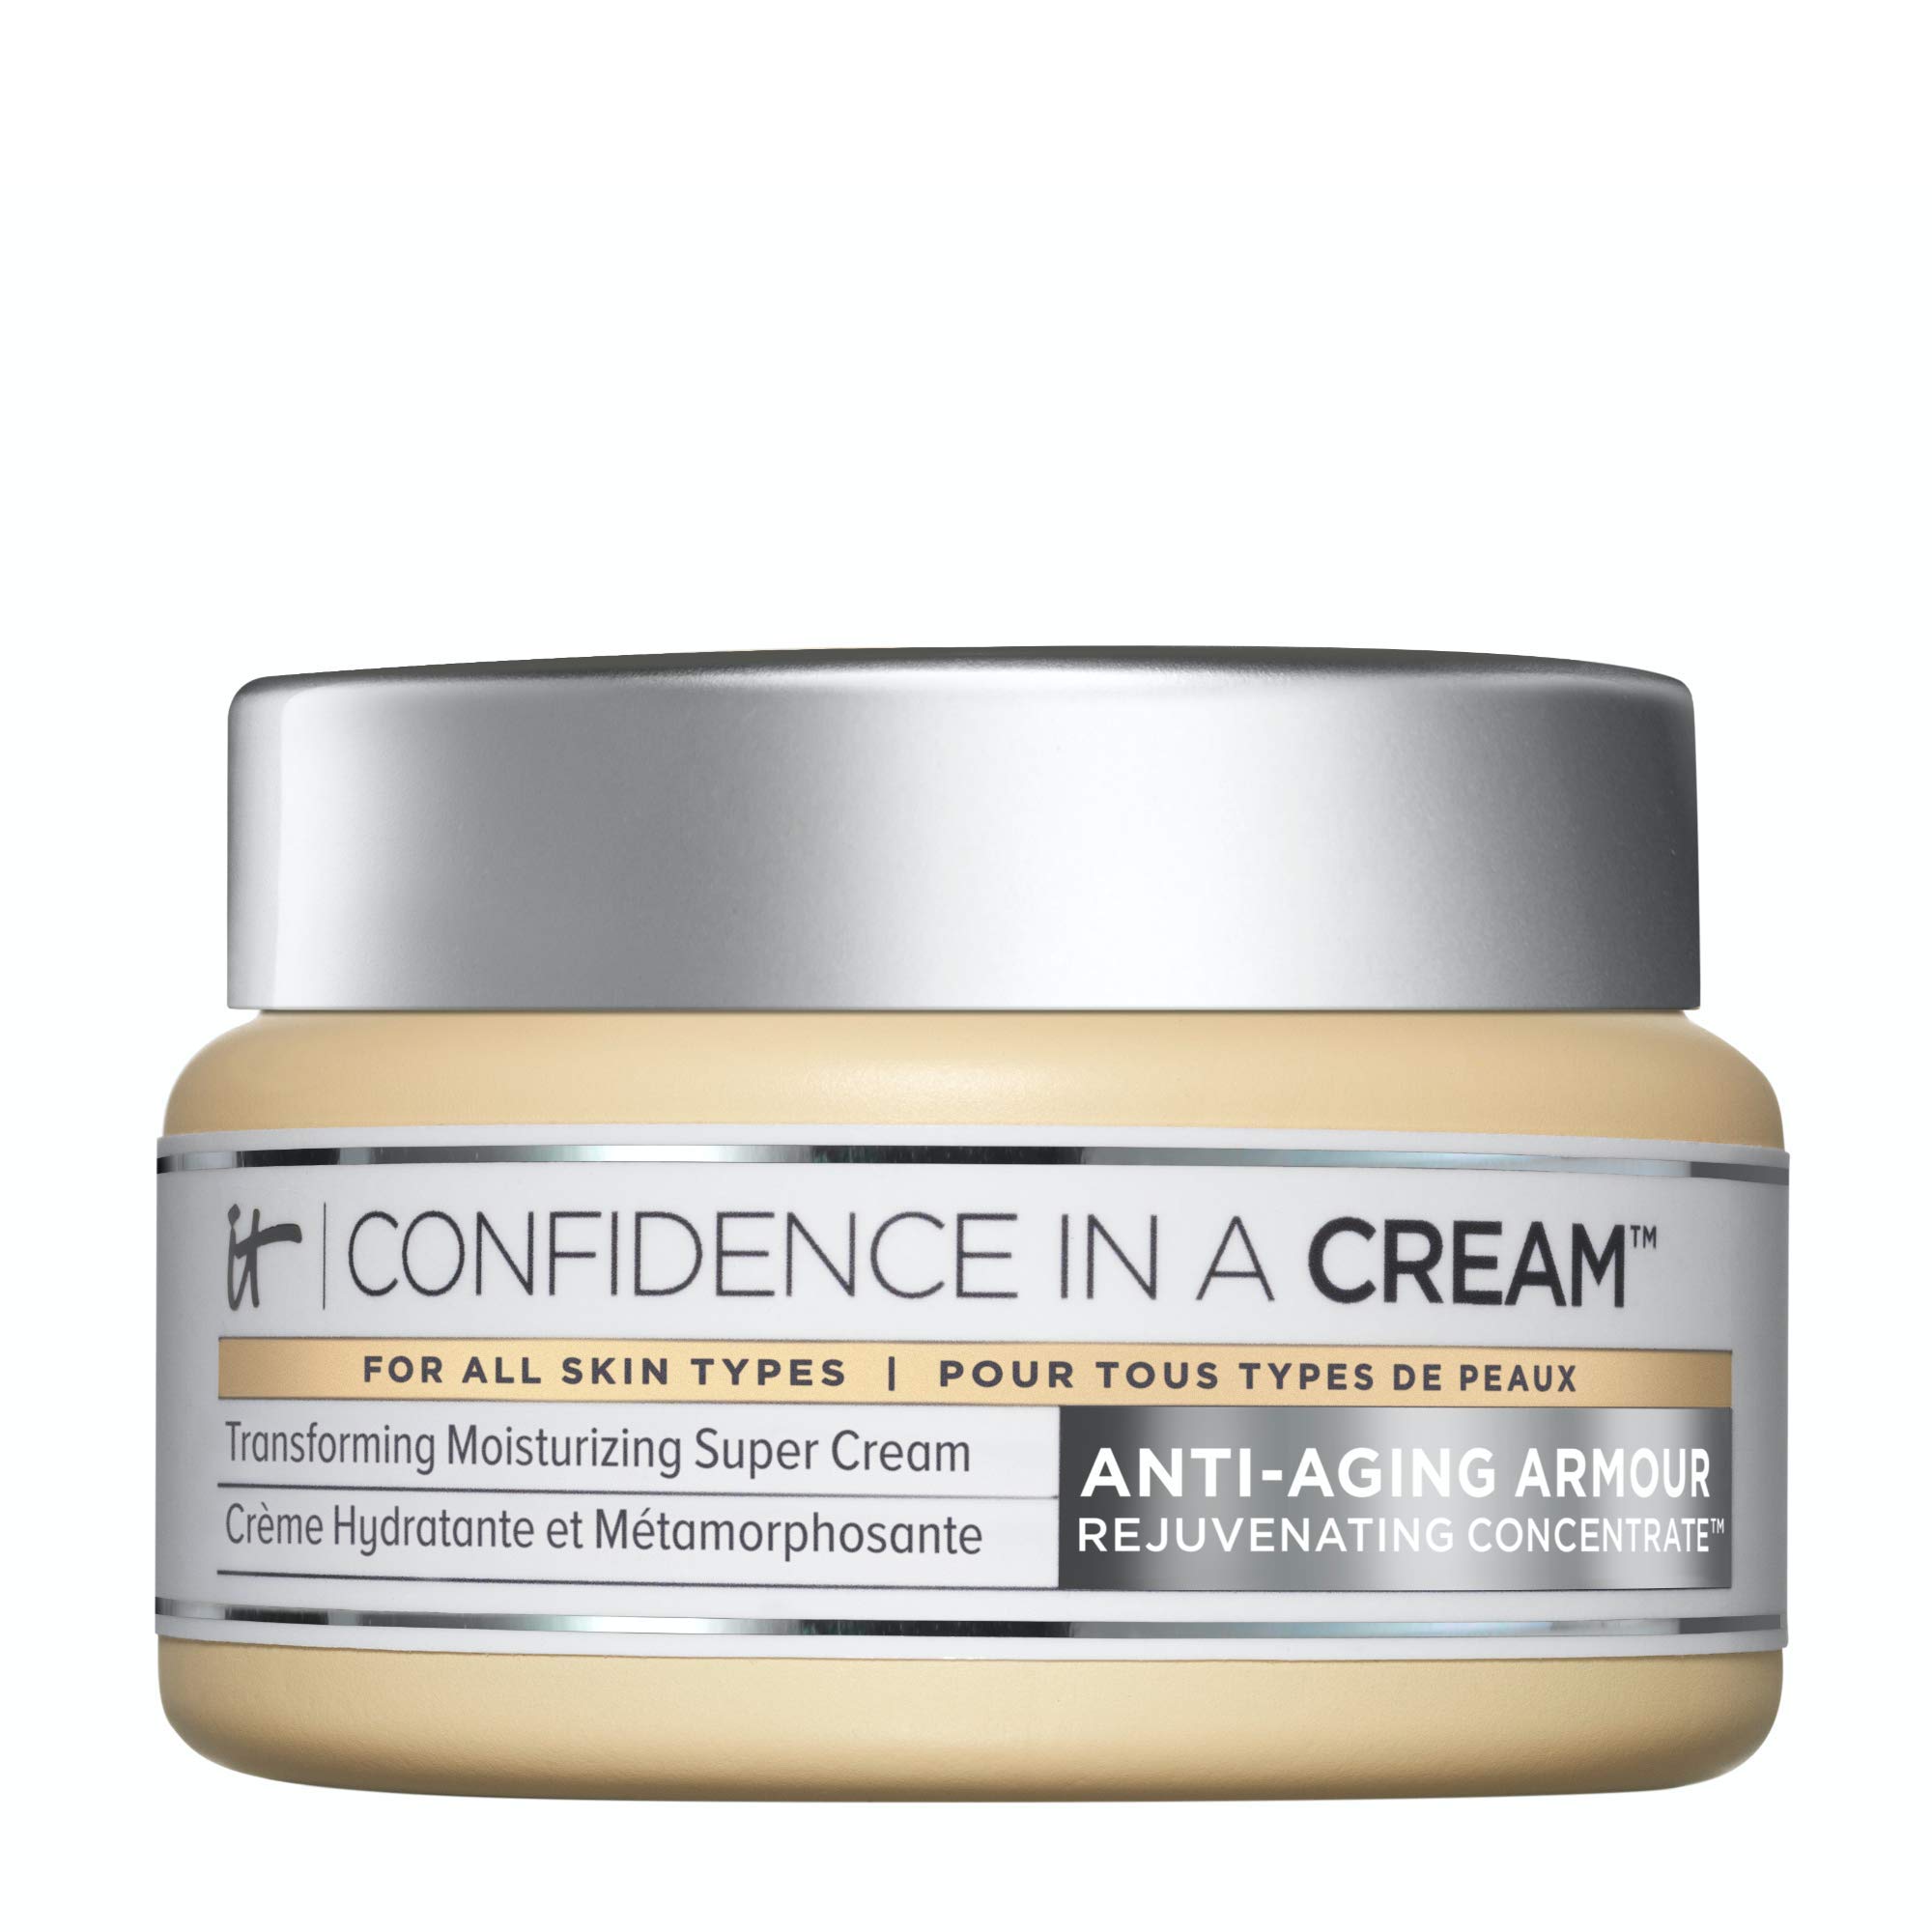 it | CONFIDENCE IN A CREAM™
FOR ALL SKIN TYPES | POUR TOUS TYPES DE PEAUX
Transforming Moisturizing Super Cream
Crème Hydratante et Métamorphosante
ANTI-AGING ARMOUR
REJUVENATING CONCENTRATE™